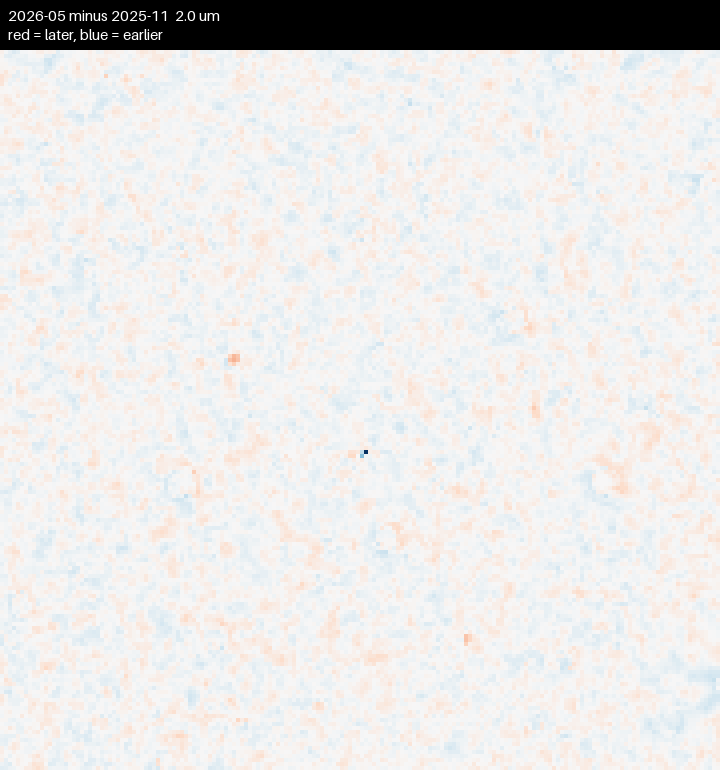 2026-05 minus 2025-11  2.0 um
red = later, blue = earlier